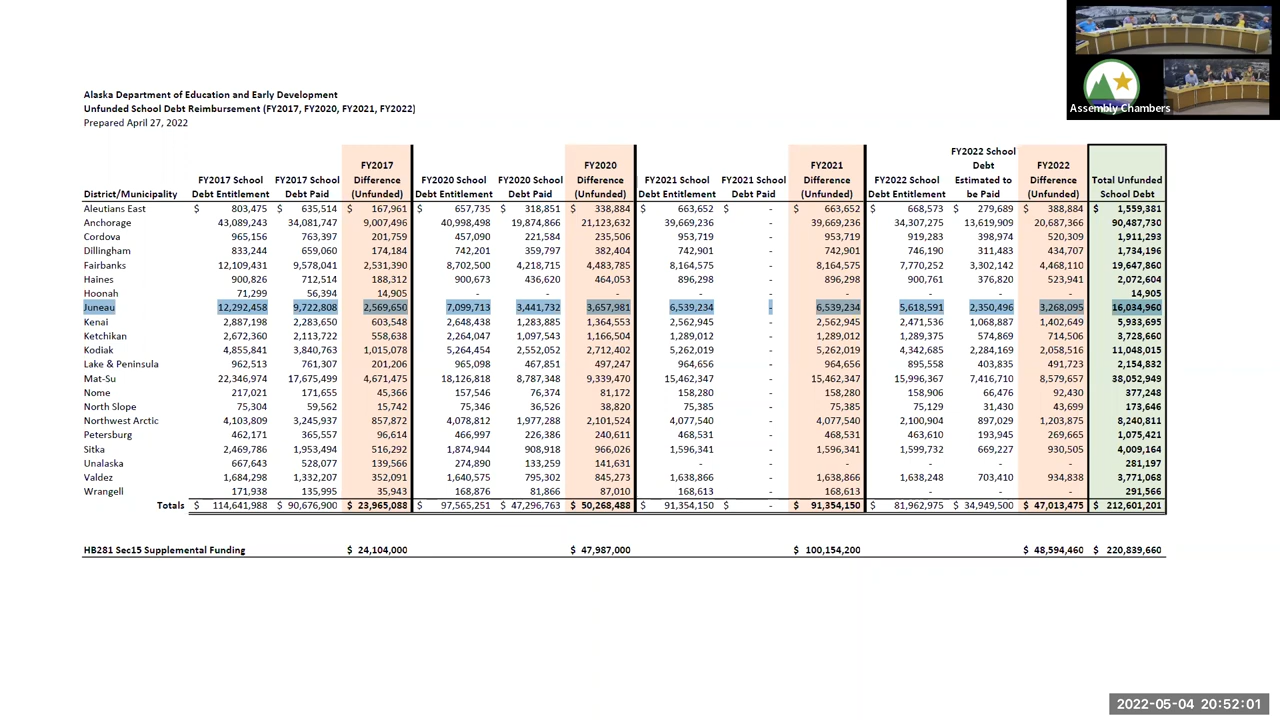 Assembly Chambers
Alaska Department of Education and Early Development
Unfunded School Debt Reimbursement (FY2017, FY2020, FY2021, FY2022)
Prepared April 27, 2022
District/Municipality FY2017 School Debt Entitlement FY2017 School Debt Paid FY2017 Difference (Unfunded) FY2020 School Debt Entitlement FY2020 School Debt Paid FY2020 Difference (Unfunded) FY2021 School Debt Entitlement FY2021 School Debt Paid FY2021 Difference (Unfunded) FY2022 School Debt Entitlement FY2022 School Debt Estimated to be Paid FY2022 Difference (Unfunded) Total Unfunded School Debt
Aleutians East $ 803,475 $ 635,514 $ 167,961 $ 657,735 $ 318,851 $ 338,884 $ 663,652 $ - $ 663,652 $ 668,573 $ 279,689 $ 388,884 $ 1,559,381
Anchorage 43,089,243 34,081,747 9,007,496 40,998,498 19,874,866 21,123,632 39,669,236 - 39,669,236 34,307,275 13,619,909 20,687,366 90,487,730
Cordova 965,156 763,397 201,759 457,090 221,584 235,506 953,719 - 953,719 919,283 398,974 520,309 1,911,293
Dillingham 833,244 659,060 174,184 742,201 359,797 382,404 742,901 - 742,901 746,190 311,483 434,707 1,734,196
Fairbanks 12,109,431 9,578,041 2,531,390 8,702,500 4,218,715 4,483,785 8,164,575 - 8,164,575 7,770,252 3,302,142 4,468,110 19,647,860
Haines 900,826 712,514 188,312 900,673 436,620 464,053 896,298 - 896,298 900,761 376,820 523,941 2,072,604
Hoonah 71,299 56,394 14,905 - - - - - - - - - 14,905
Juneau 12,292,458 9,722,808 2,569,650 7,099,713 3,441,732 3,657,981 6,539,234 - 6,539,234 5,618,591 2,350,496 3,268,095 16,034,960
Kenai 2,887,198 2,283,650 603,548 2,648,438 1,283,885 1,364,553 2,562,945 - 2,562,945 2,471,536 1,068,887 1,402,649 5,933,695
Ketchikan 2,672,360 2,113,722 558,638 2,264,047 1,097,543 1,166,504 1,289,012 - 1,289,012 1,289,375 574,869 714,506 3,728,660
Kodiak 4,855,841 3,840,763 1,015,078 5,264,454 2,552,052 2,712,402 5,262,019 - 5,262,019 4,342,685 2,284,169 2,058,516 11,048,015
Lake & Peninsula 962,513 761,307 201,206 965,098 467,851 497,247 964,656 - 964,656 895,558 403,835 491,723 2,154,832
Mat-Su 22,346,974 17,675,499 4,671,475 18,126,818 8,787,348 9,339,470 15,462,347 - 15,462,347 15,996,367 7,416,710 8,579,657 38,052,949
Nome 217,021 171,655 45,366 157,546 76,374 81,172 158,280 - 158,280 158,906 66,476 92,430 377,248
North Slope 75,304 59,562 15,742 75,346 36,526 38,820 75,385 - 75,385 75,129 31,430 43,699 173,646
Northwest Arctic 4,103,809 3,245,937 857,872 4,078,812 1,977,288 2,101,524 4,077,540 - 4,077,540 2,100,904 897,029 1,203,875 8,240,811
Petersburg 462,171 365,557 96,614 466,997 226,386 240,611 468,531 - 468,531 463,610 193,945 269,665 1,075,421
Sitka 2,469,786 1,953,494 516,292 1,874,944 908,918 966,026 1,596,341 - 1,596,341 1,599,732 669,227 930,505 4,009,164
Unalaska 667,643 528,077 139,566 274,890 133,259 141,631 - - - - - - 281,197
Valdez 1,684,298 1,332,207 352,091 1,640,575 795,302 845,273 1,638,866 - 1,638,866 1,638,248 703,410 934,838 3,771,068
Wrangell 171,938 135,995 35,943 168,876 81,866 87,010 168,613 - 168,613 - - - 291,566
Totals $ 114,641,988 $ 90,676,900 $ 23,965,088 $ 97,565,251 $ 47,296,763 $ 50,268,488 $ 91,354,150 $ - $ 91,354,150 $ 81,962,975 $ 34,949,500 $ 47,013,475 $ 212,601,201
HB281 Sec15 Supplemental Funding $ 24,104,000 $ 47,987,000 $ 100,154,200 $ 48,594,460 $ 220,839,660
2022-05-04 20:52:01